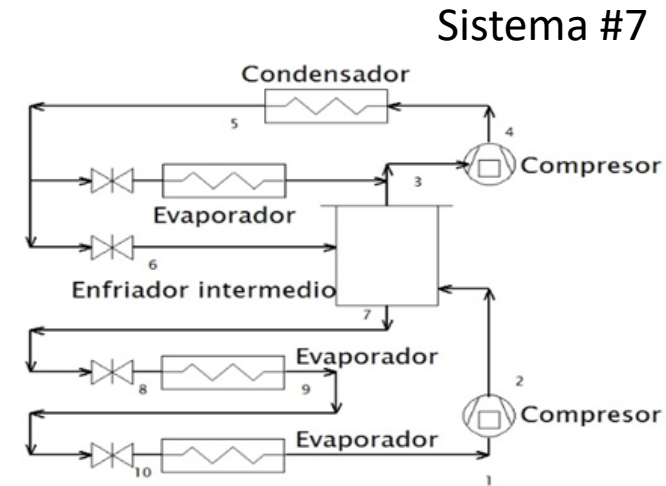 Sistema #7
Condensador
5
4
Compresor
3
Evaporador
6
Enfriador intermedio
7
Evaporador
8
9
2
Compresor
Evaporador
10
1